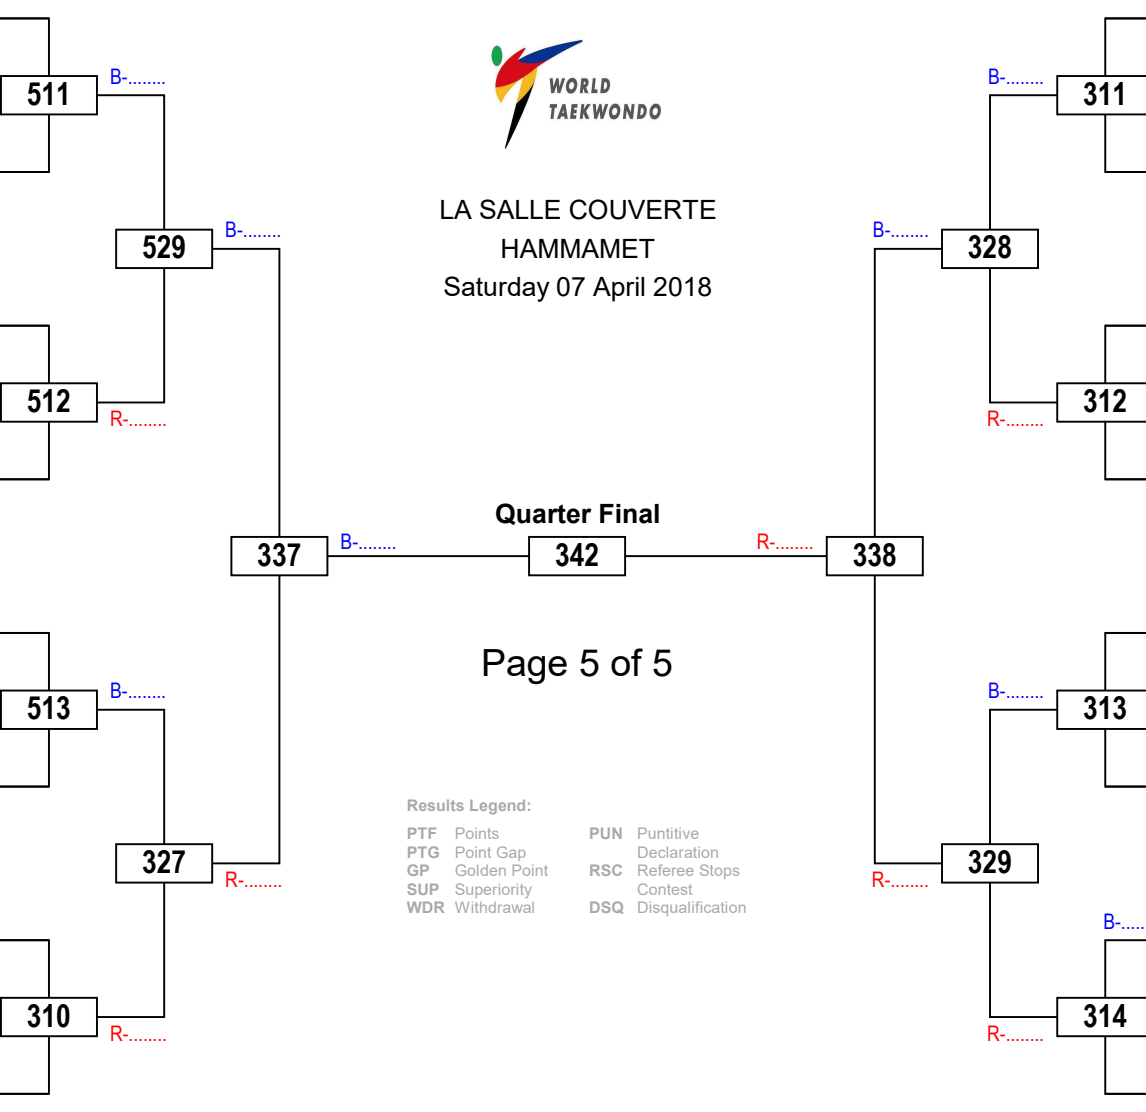 B-........
B-........
511
311
WORLD
TAEKWONDO
LA SALLE COUVERTE
B-........
B-........
529
HAMMAMET
328
Saturday 07 April 2018
512
312
R-........
R-........
Quarter Final
B-........
R-........
337
342
338
Page 5 of 5
B-........
B-........
513
313
Results Legend:
PTF Points PUN Puntitive
PTG Point Gap Declaration
GP Golden Point RSC Referee Stops
SUP Superiority Contest
WDR Withdrawal DSQ Disqualification
327
329
R-........
R-........
B-.....
310
314
R-........
R-........